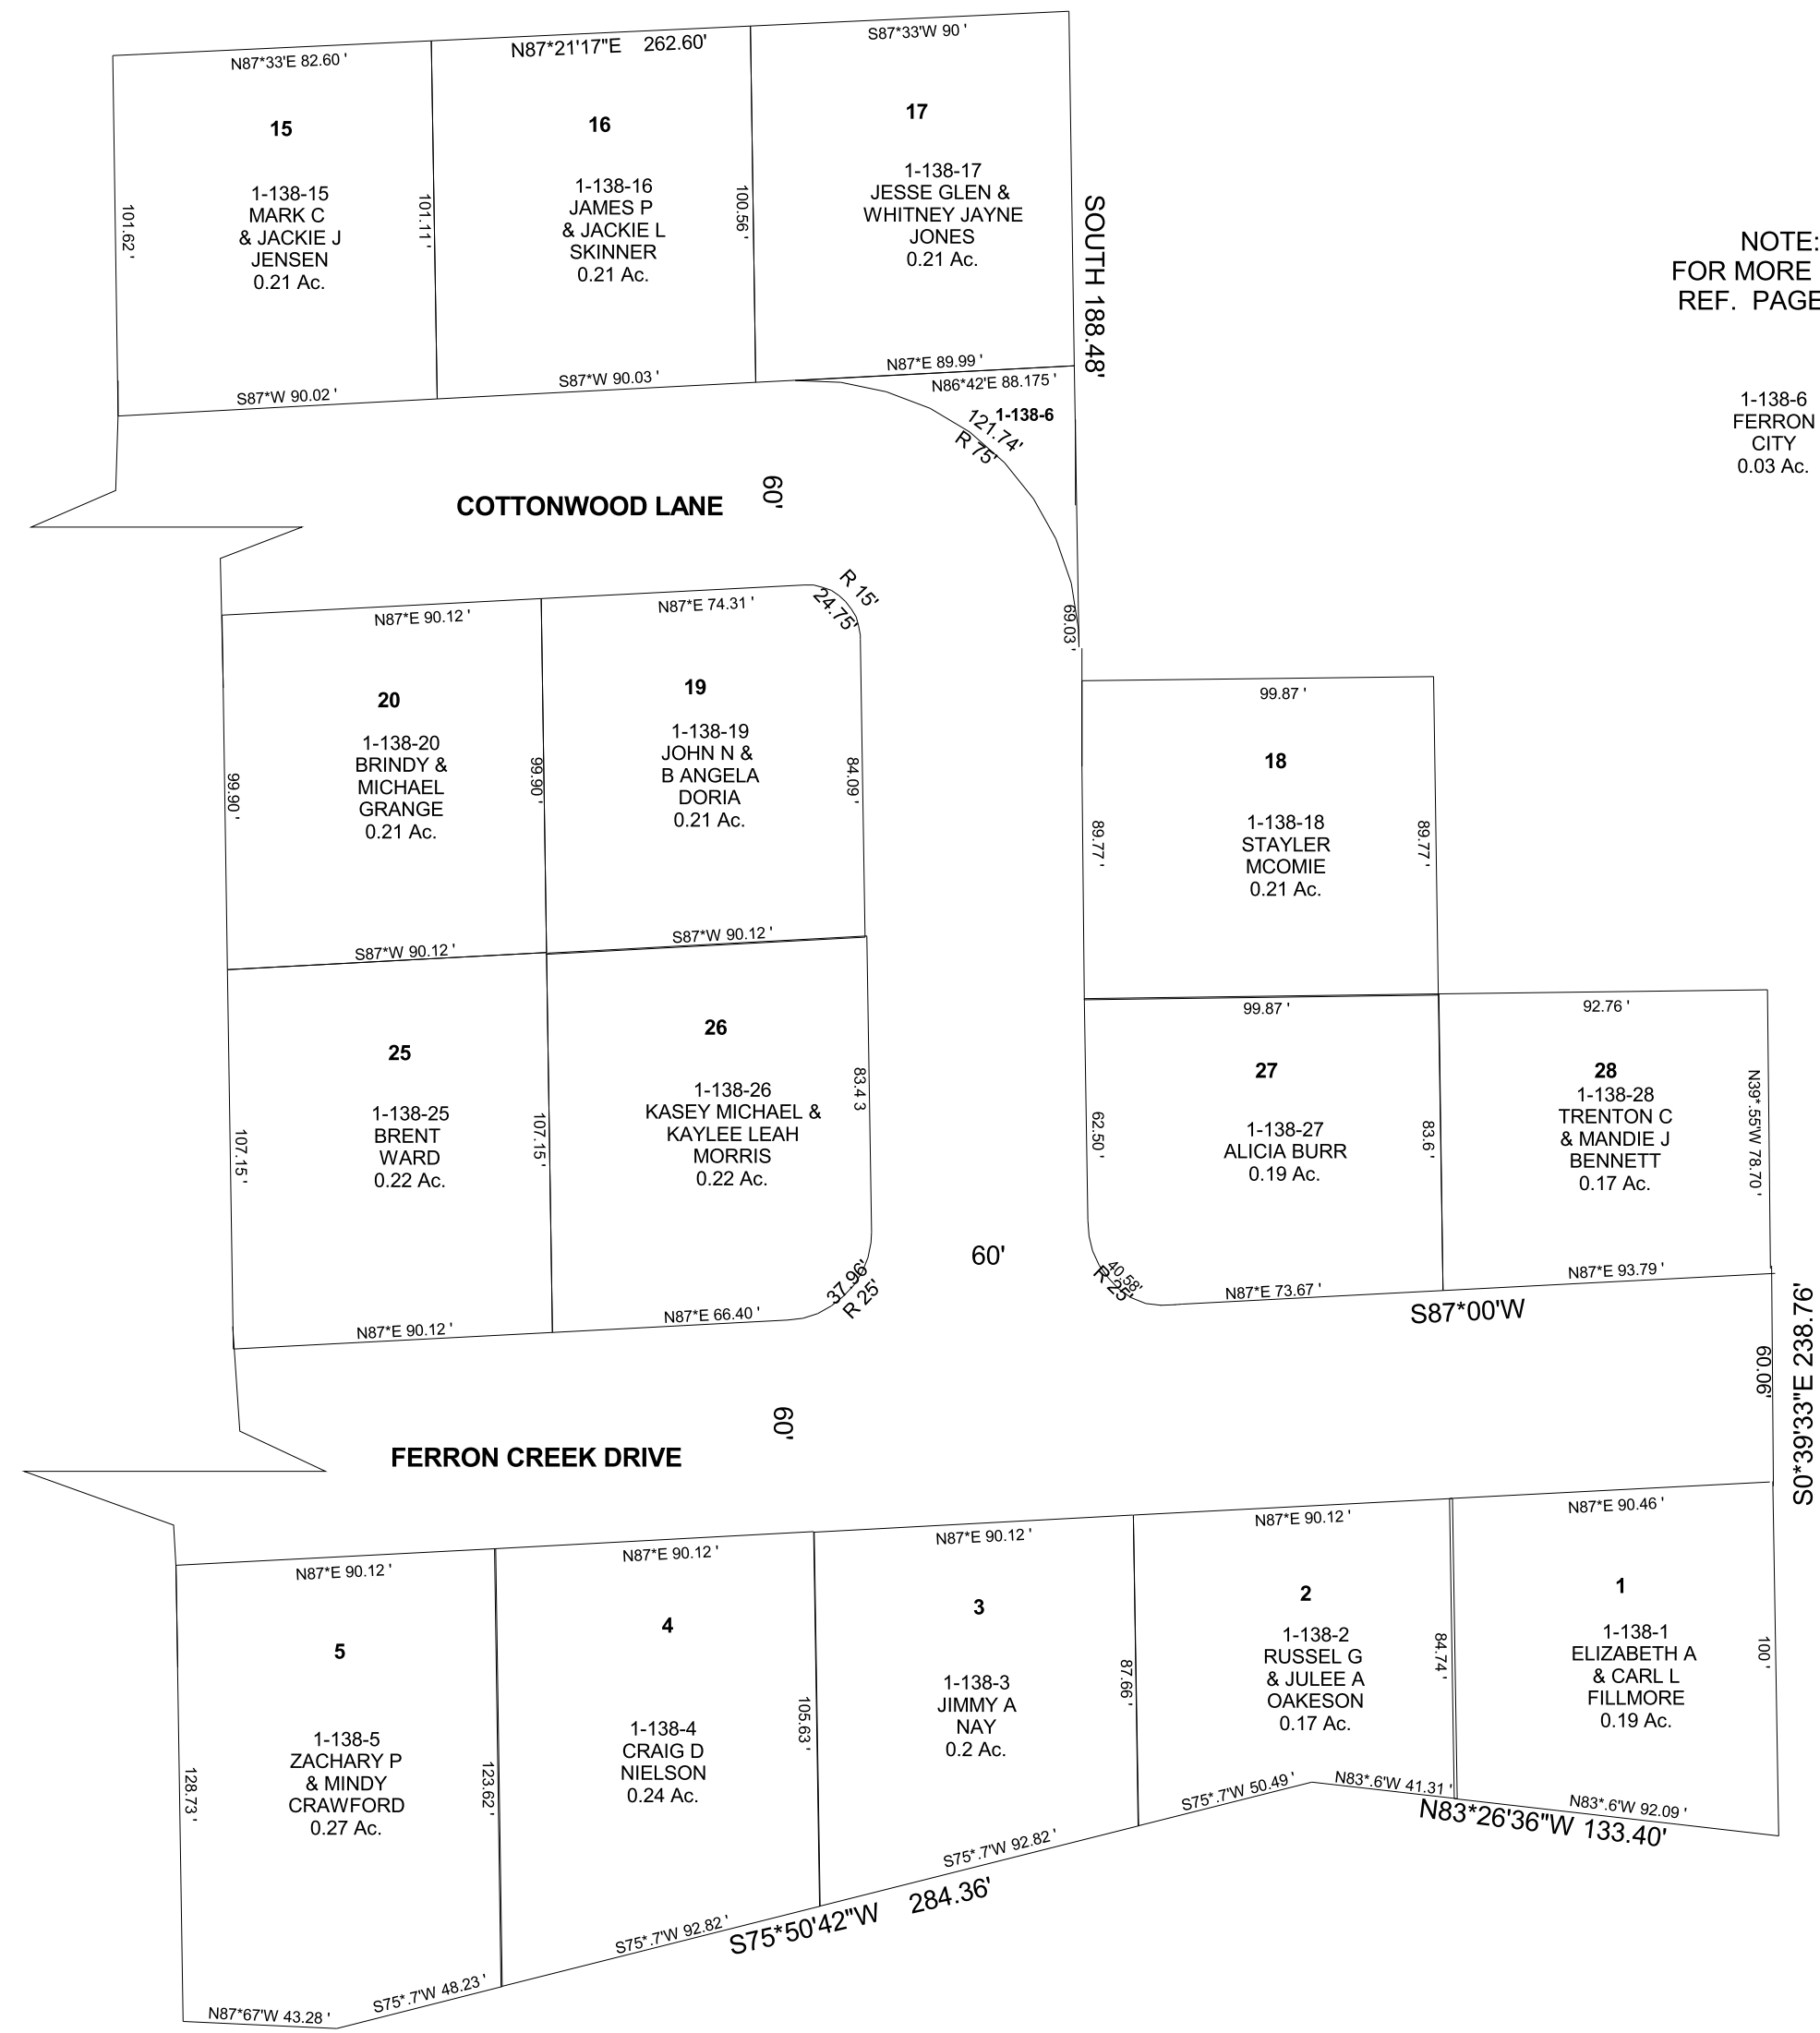 N87*33'E 82.60 '
N87*21'17"E 262.60'
S87*33'W 90 '
15
1-138-15
MARK C
& JACKIE J
JENSEN
0.21 Ac.
101.62 '
101.11 '
S87*W 90.02 '
16
1-138-16
JAMES P
& JACKIE L
SKINNER
0.21 Ac.
100.56 '
S87*W 90.03 '
17
1-138-17
JESSE GLEN &
WHITNEY JAYNE
JONES
0.21 Ac.
N87*E 89.99 '
SOUTH 188.48'
NOTE:
FOR MORE
REF. PAGE
N86*42'E 88.175 '
1-138-6
121.74'
R 75'
1-138-6
FERRON
CITY
0.03 Ac.
COTTONWOOD LANE
60'
69.03 '
N87*E 90.12 '
20
1-138-20
BRINDY &
MICHAEL
GRANGE
0.21 Ac.
99.90 '
99.90 '
S87*W 90.12 '
N87*E 74.31 '
R 15'
24.75'
19
1-138-19
JOHN N &
B ANGELA
DORIA
0.21 Ac.
84.09 '
S87*W 90.12 '
99.87 '
18
1-138-18
STAYLER
MCOMIE
0.21 Ac.
89.77 '
89.77 '
25
1-138-25
BRENT
WARD
0.22 Ac.
107.15 '
107.15 '
N87*E 90.12 '
26
1-138-26
KASEY MICHAEL &
KAYLEE LEAH
MORRIS
0.22 Ac.
83.4 3
37.96'
R 25'
N87*E 66.40 '
60'
99.87 '
27
1-138-27
ALICIA BURR
0.19 Ac.
62.50 '
83.6 '
40.58'
R 25'
N87*E 73.67 '
92.76 '
28
1-138-28
TRENTON C
& MANDIE J
BENNETT
0.17 Ac.
N39*.55'W 78.70 '
N87*E 93.79 '
S87*00'W
60.06'
S0*39'33"E 238.76'
60'
FERRON CREEK DRIVE
N87*E 90.12 '
5
1-138-5
ZACHARY P
& MINDY
CRAWFORD
0.27 Ac.
128.73 '
123.62 '
N87*67'W 43.28 '
S75*.7'W 48.23 '
N87*E 90.12 '
4
1-138-4
CRAIG D
NIELSON
0.24 Ac.
105.63 '
S75*.7'W 92.82 '
N87*E 90.12 '
3
1-138-3
JIMMY A
NAY
0.2 Ac.
87.66 '
S75*.7'W 92.82 '
S75*50'42"W 284.36'
N87*E 90.12 '
2
1-138-2
RUSSEL G
& JULEE A
OAKESON
0.17 Ac.
84.74 '
S75*.7'W 50.49 '
N83*.6'W 41.31 '
N87*E 90.46 '
1
1-138-1
ELIZABETH A
& CARL L
FILLMORE
0.19 Ac.
100 '
N83*.6'W 92.09 '
N83*26'36"W 133.40'